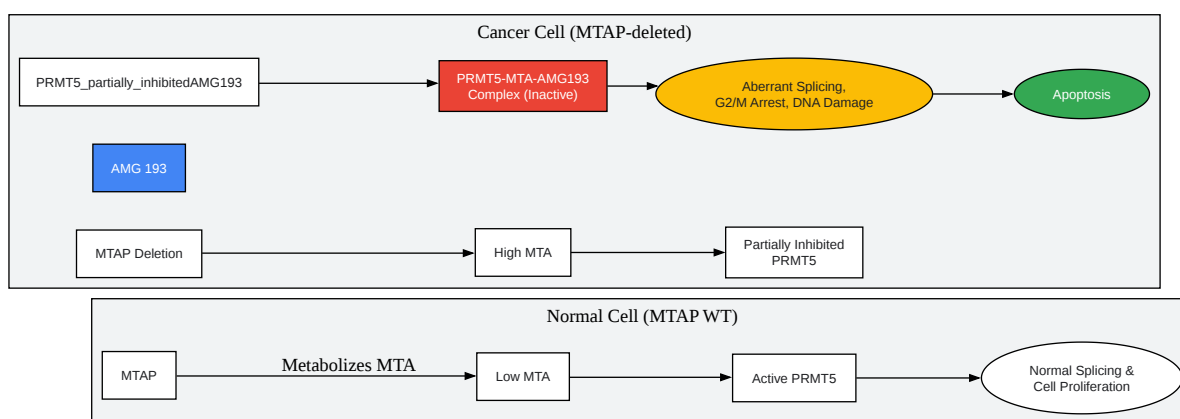 Cancer Cell (MTAP-deleted)
PRMT5_partially_inhibitedAMG193
PRMT5-MTA-AMG193
Complex (Inactive)
Aberrant Splicing,
G2/M Arrest, DNA Damage
Apoptosis
AMG 193
MTAP Deletion
High MTA
Partially Inhibited
PRMT5
Normal Cell (MTAP WT)
MTAP
Metabolizes MTA
Low MTA
Active PRMT5
Normal Splicing &
Cell Proliferation